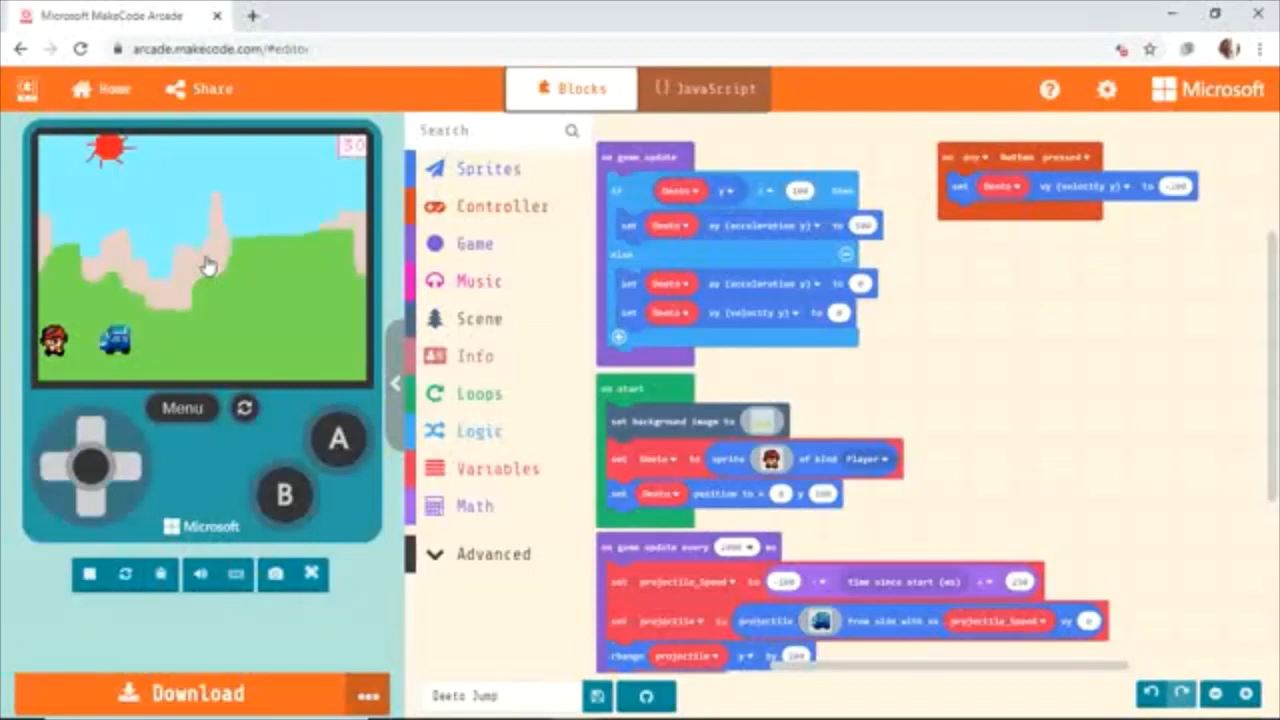 Microsoft MakeCode Arcade
arcade.makecode.com/#editor
Home
Share
Blocks
{} JavaScript
Microsoft
30
Menu
A
B
Microsoft
Download
Search
Sprites
Controller
Game
Music
Scene
Info
Loops
Logic
Variables
Math
Advanced
on game update
if Deeto y 100 then
set Deeto ay (acceleration y) to 500
else
set Deeto ay (acceleration y) to 0
set Deeto vy (velocity y) to 0
on start
set background image to
set Deeto to sprite of kind Player
set Deeto position to x 0 y 100
on game update every 2000 ms
set projectile_Speed to -100 - time since start (ms) ÷ 250
set projectile to projectile from side with vx projectile_Speed vy 0
change projectile y by 100
on any button pressed
set Deeto vy (velocity y) to -200
Deeto Jump